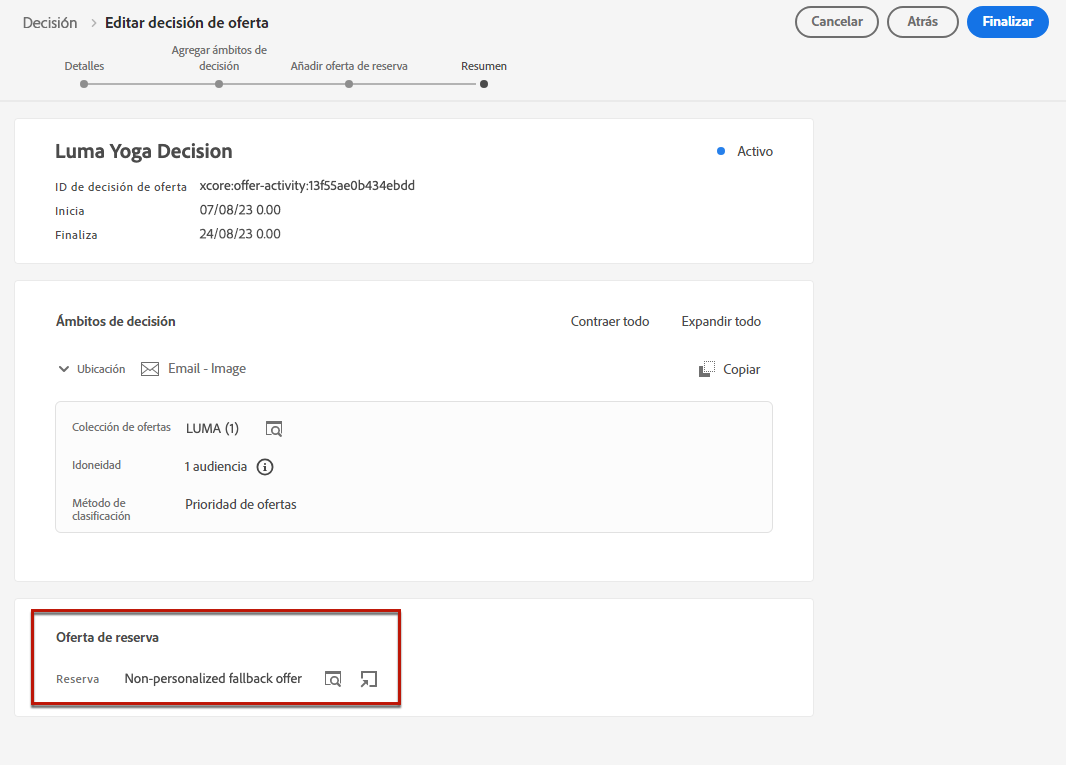 Decisión > Editar decisión de oferta
Cancelar
Atrás
Finalizar
Detalles
Agregar ámbitos de
decisión
Añadir oferta de reserva
Resumen
Luma Yoga Decision
Activo
ID de decisión de oferta xcore:offer-activity:13f55ae0b434ebdd
Inicia 07/08/23 0.00
Finaliza 24/08/23 0.00
Ámbitos de decisión
Contraer todo
Expandir todo
Ubicación Email - Image
Copiar
Colección de ofertas LUMA (1)
Idoneidad 1 audiencia
Método de
clasificación
Prioridad de ofertas
Oferta de reserva
Reserva Non-personalized fallback offer